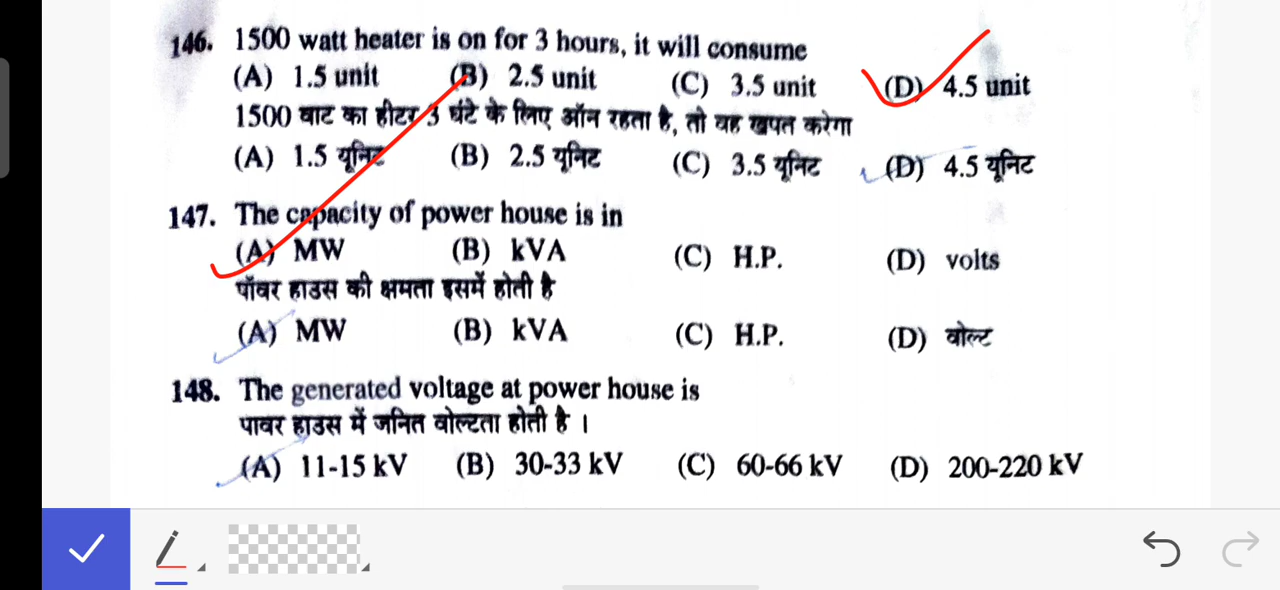 146. 1500 watt heater is on for 3 hours, it will consume
(A) 1.5 unit (B) 2.5 unit (C) 3.5 unit (D) 4.5 unit
1500 वाट का हीटर 3 घंटे के लिए ऑन रहता है, तो वह खपत करेगा
(A) 1.5 यूनिट (B) 2.5 यूनिट (C) 3.5 यूनिट (D) 4.5 यूनिट
147. The capacity of power house is in
(A) MW (B) kVA (C) H.P. (D) volts
पॉवर हाउस की क्षमता इसमें होती है
(A) MW (B) kVA (C) H.P. (D) वोल्ट
148. The generated voltage at power house is
पावर हाउस में जनित वोल्टता होती है ।
(A) 11-15 kV (B) 30-33 kV (C) 60-66 kV (D) 200-220 kV